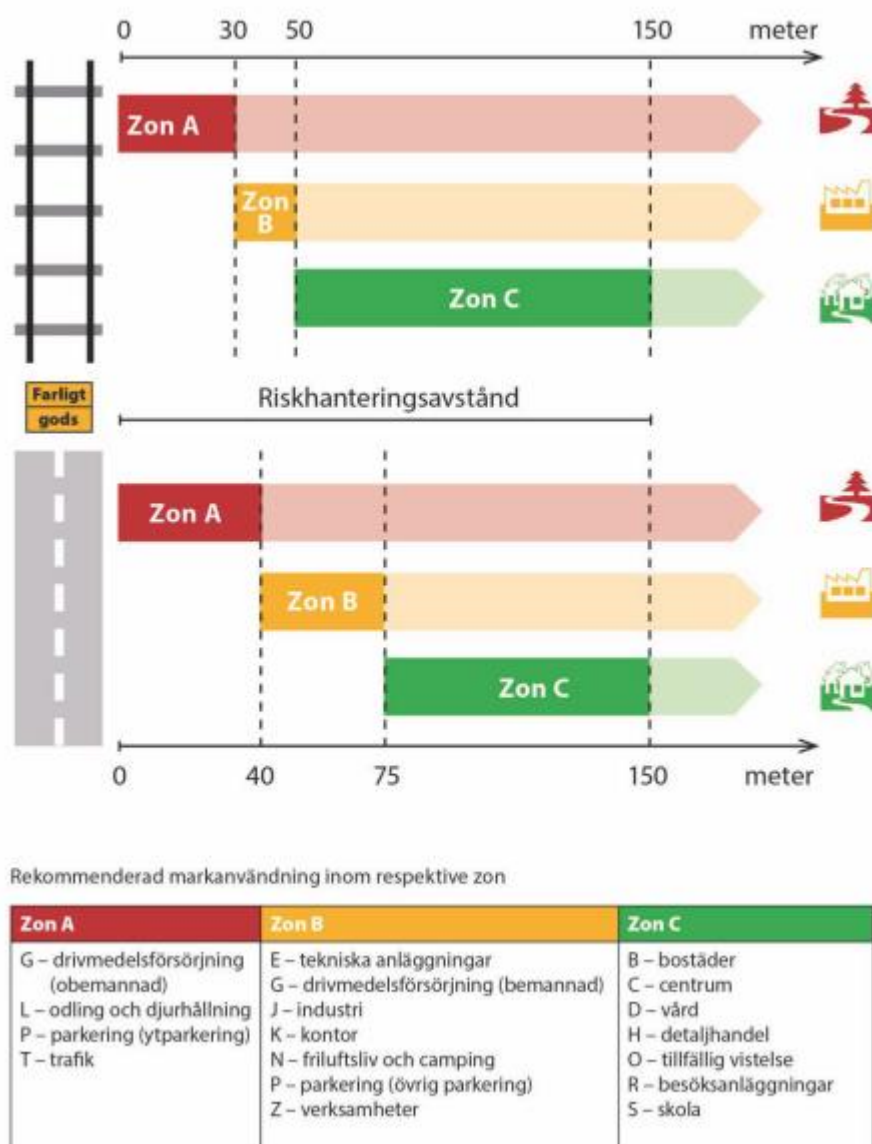 0 30 50 150 meter
Zon A
Zon
B
Zon C
Farligt
gods
Riskhanteringsavstånd
Zon A
Zon B
Zon C
0 40 75 150 meter
Rekommenderad markanvändning inom respektive zon
Zon A
G – drivmedelsförsörjning
(obemannad)
L – odling och djurhållning
P – parkering (ytparkering)
T – trafik
Zon B
E – tekniska anläggningar
G – drivmedelsförsörjning (bemannad)
J – industri
K – kontor
N – friluftsliv och camping
P – parkering (övrig parkering)
Z – verksamheter
Zon C
B – bostäder
C – centrum
D – vård
H – detaljhandel
O – tillfällig vistelse
R – besöksanläggningar
S – skola